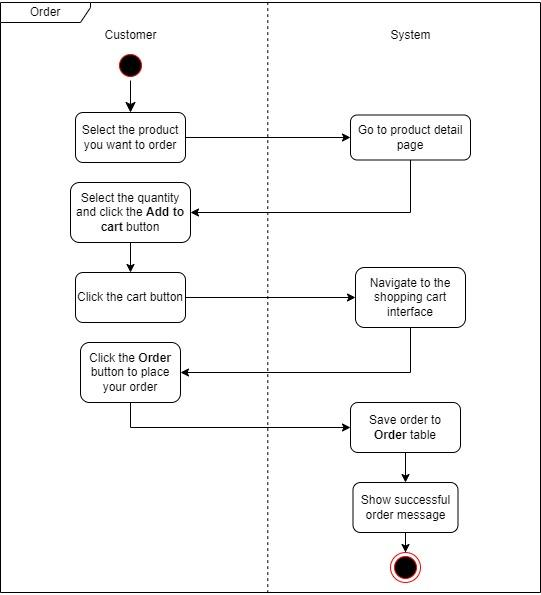 Order
Customer
System
Select the product
you want to order
Go to product detail
page
Select the quantity
and click the Add to
cart button
Click the cart button
Navigate to the
shopping cart
interface
Click the Order
button to place
your order
Save order to
Order table
Show successful
order message